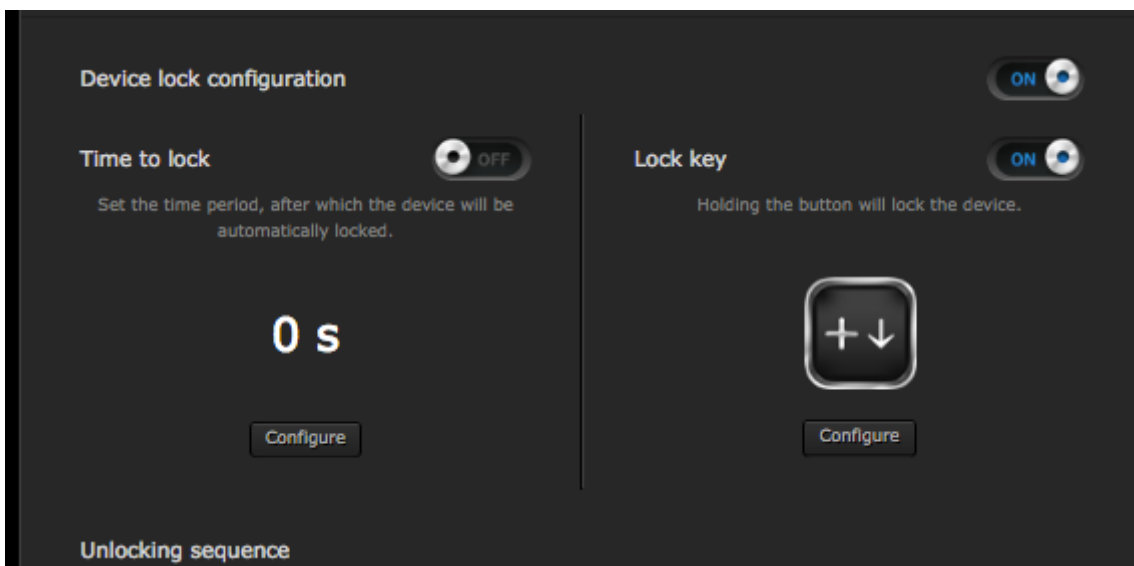 Device lock configuration
ON
Time to lock
OFF
Set the time period, after which the device will be
automatically locked.
0 s
Configure
Lock key
ON
Holding the button will lock the device.
+↓
Configure
Unlocking sequence